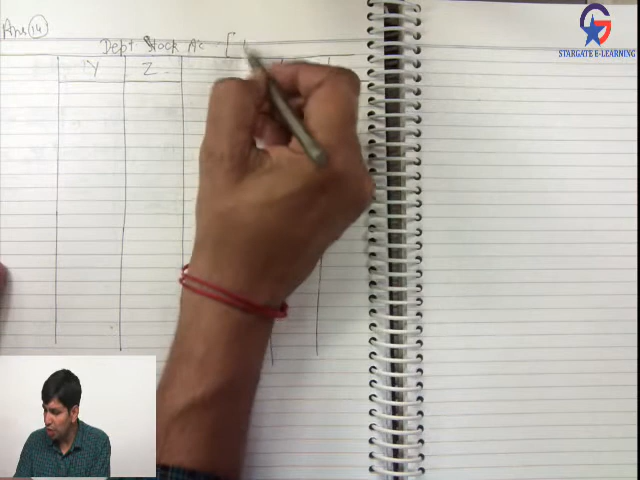 Ans 14
Dept Stock A/c [
Y Z
STARGATE E-LEARNING